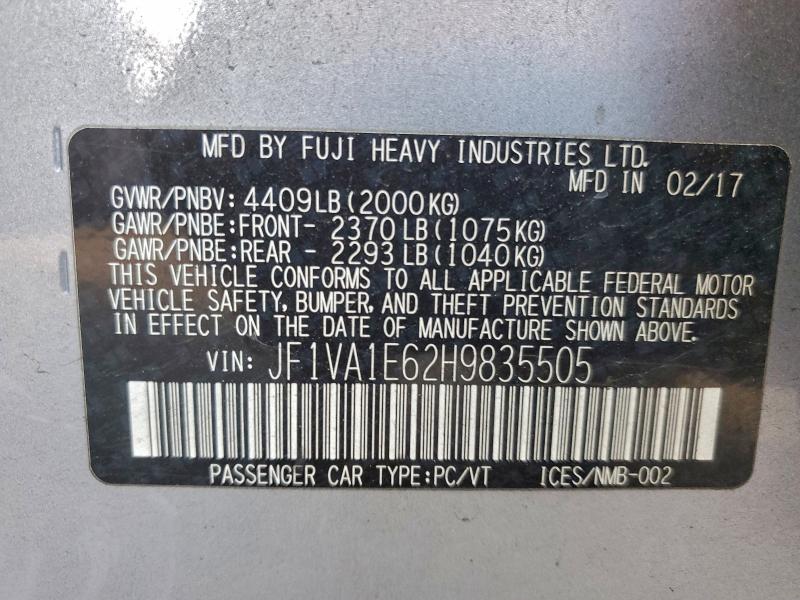 MFD BY FUJI HEAVY INDUSTRIES LTD.
MFD IN 02/17
GVWR/PNBV: 4409LB (2000KG)
GAWR/PNBE:FRONT- 2370 LB (1075KG)
GAWR/PNBE:REAR - 2293 LB (1040KG)
THIS VEHICLE CONFORMS TO ALL APPLICABLE FEDERAL MOTOR
VEHICLE SAFETY, BUMPER, AND THEFT PREVENTION STANDARDS
IN EFFECT ON THE DATE OF MANUFACTURE SHOWN ABOVE.
VIN: JF1VA1E62H9835505
PASSENGER CAR TYPE:PC/VT ICES/NMB-002